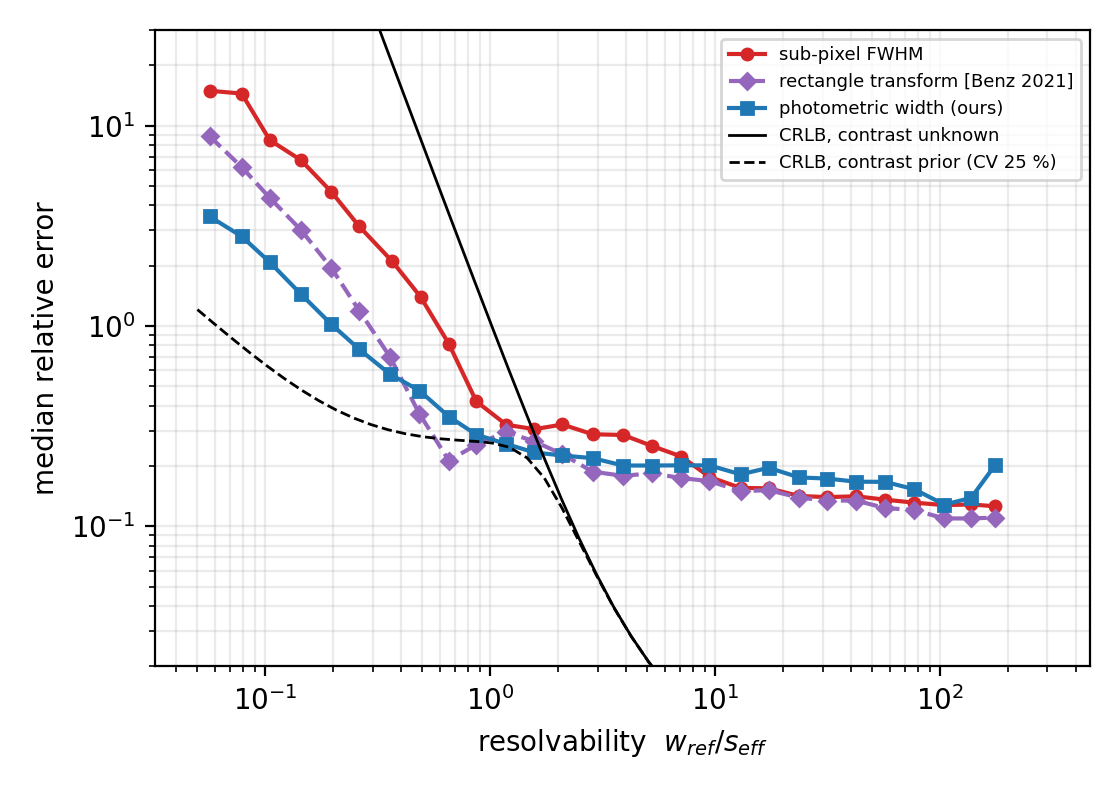 sub-pixel FWHM
rectangle transform [Benz 2021]
photometric width (ours)
CRLB, contrast unknown
CRLB, contrast prior (CV 25 %)
median relative error
10¹
10⁰
10⁻¹
10⁻¹ 10⁰ 10¹ 10²
resolvability w_ref/s_eff